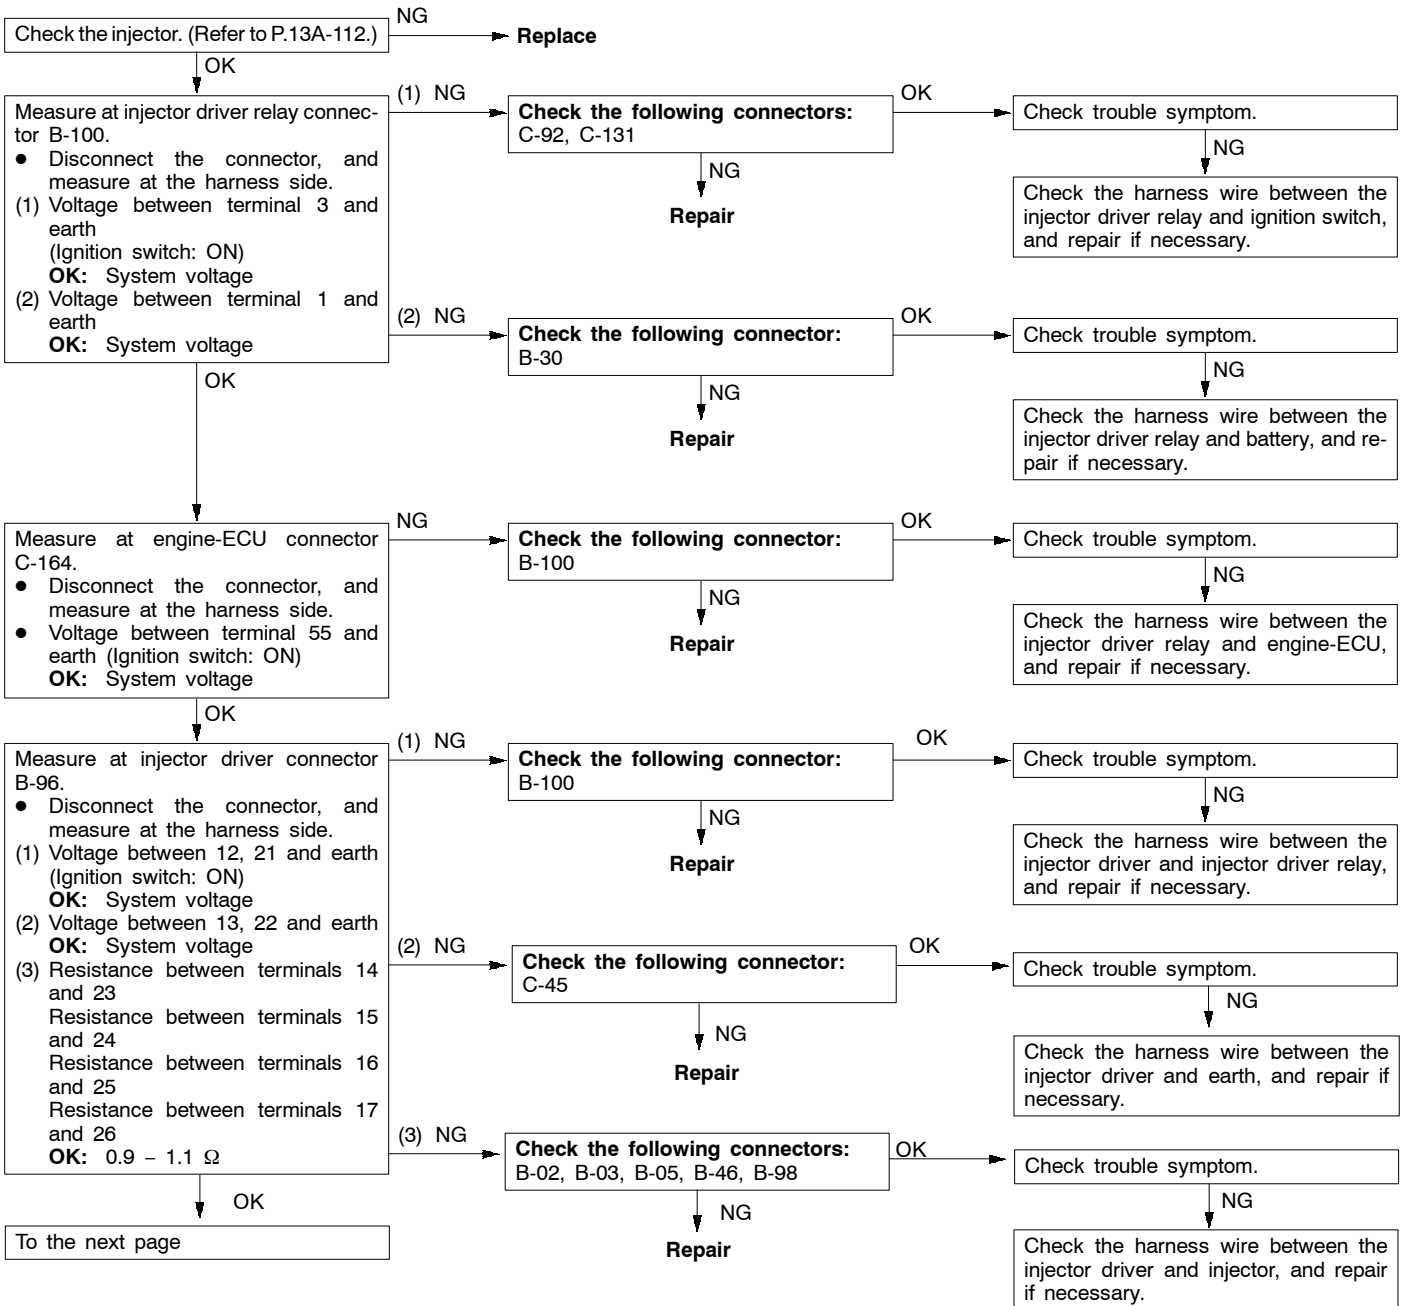 Check the injector. (Refer to P.13A-112.)
NG
Replace
OK
Measure at injector driver relay connec-
tor B-100.
● Disconnect the connector, and
measure at the harness side.
(1) Voltage between terminal 3 and
earth
(Ignition switch: ON)
OK: System voltage
(2) Voltage between terminal 1 and
earth
OK: System voltage
(1) NG
Check the following connectors:
C-92, C-131
OK
Check trouble symptom.
NG
Repair
NG
Check the harness wire between the
injector driver relay and ignition switch,
and repair if necessary.
(2) NG
Check the following connector:
B-30
OK
Check trouble symptom.
NG
Repair
NG
Check the harness wire between the
injector driver relay and battery, and re-
pair if necessary.
OK
Measure at engine-ECU connector
C-164.
● Disconnect the connector, and
measure at the harness side.
● Voltage between terminal 55 and
earth (Ignition switch: ON)
OK: System voltage
NG
Check the following connector:
B-100
OK
Check trouble symptom.
NG
Repair
NG
Check the harness wire between the
injector driver relay and engine-ECU,
and repair if necessary.
OK
Measure at injector driver connector
B-96.
● Disconnect the connector, and
measure at the harness side.
(1) Voltage between 12, 21 and earth
(Ignition switch: ON)
OK: System voltage
(2) Voltage between 13, 22 and earth
OK: System voltage
(3) Resistance between terminals 14
and 23
Resistance between terminals 15
and 24
Resistance between terminals 16
and 25
Resistance between terminals 17
and 26
OK: 0.9 – 1.1 Ω
(1) NG
Check the following connector:
B-100
OK
Check trouble symptom.
NG
Repair
NG
Check the harness wire between the
injector driver and injector driver relay,
and repair if necessary.
(2) NG
Check the following connector:
C-45
OK
Check trouble symptom.
NG
Repair
NG
Check the harness wire between the
injector driver and earth, and repair if
necessary.
(3) NG
Check the following connectors:
B-02, B-03, B-05, B-46, B-98
OK
Check trouble symptom.
NG
Repair
NG
Check the harness wire between the
injector driver and injector, and repair
if necessary.
OK
To the next page